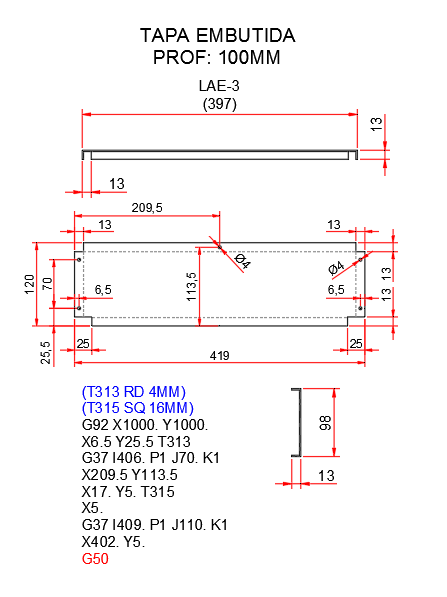 TAPA EMBUTIDA
PROF: 100MM
LAE-3
(397)
13
13
209,5
13
13
Ø4
Ø4
120
70
6,5
113,5
6,5
13
13
25,5
25
25
419
(T313 RD 4MM)
(T315 SQ 16MM)
G92 X1000. Y1000.
X6.5 Y25.5 T313
G37 I406. P1 J70. K1
X209.5 Y113.5
X17. Y5. T315
X5.
G37 I409. P1 J110. K1
X402. Y5.
G50
98
13